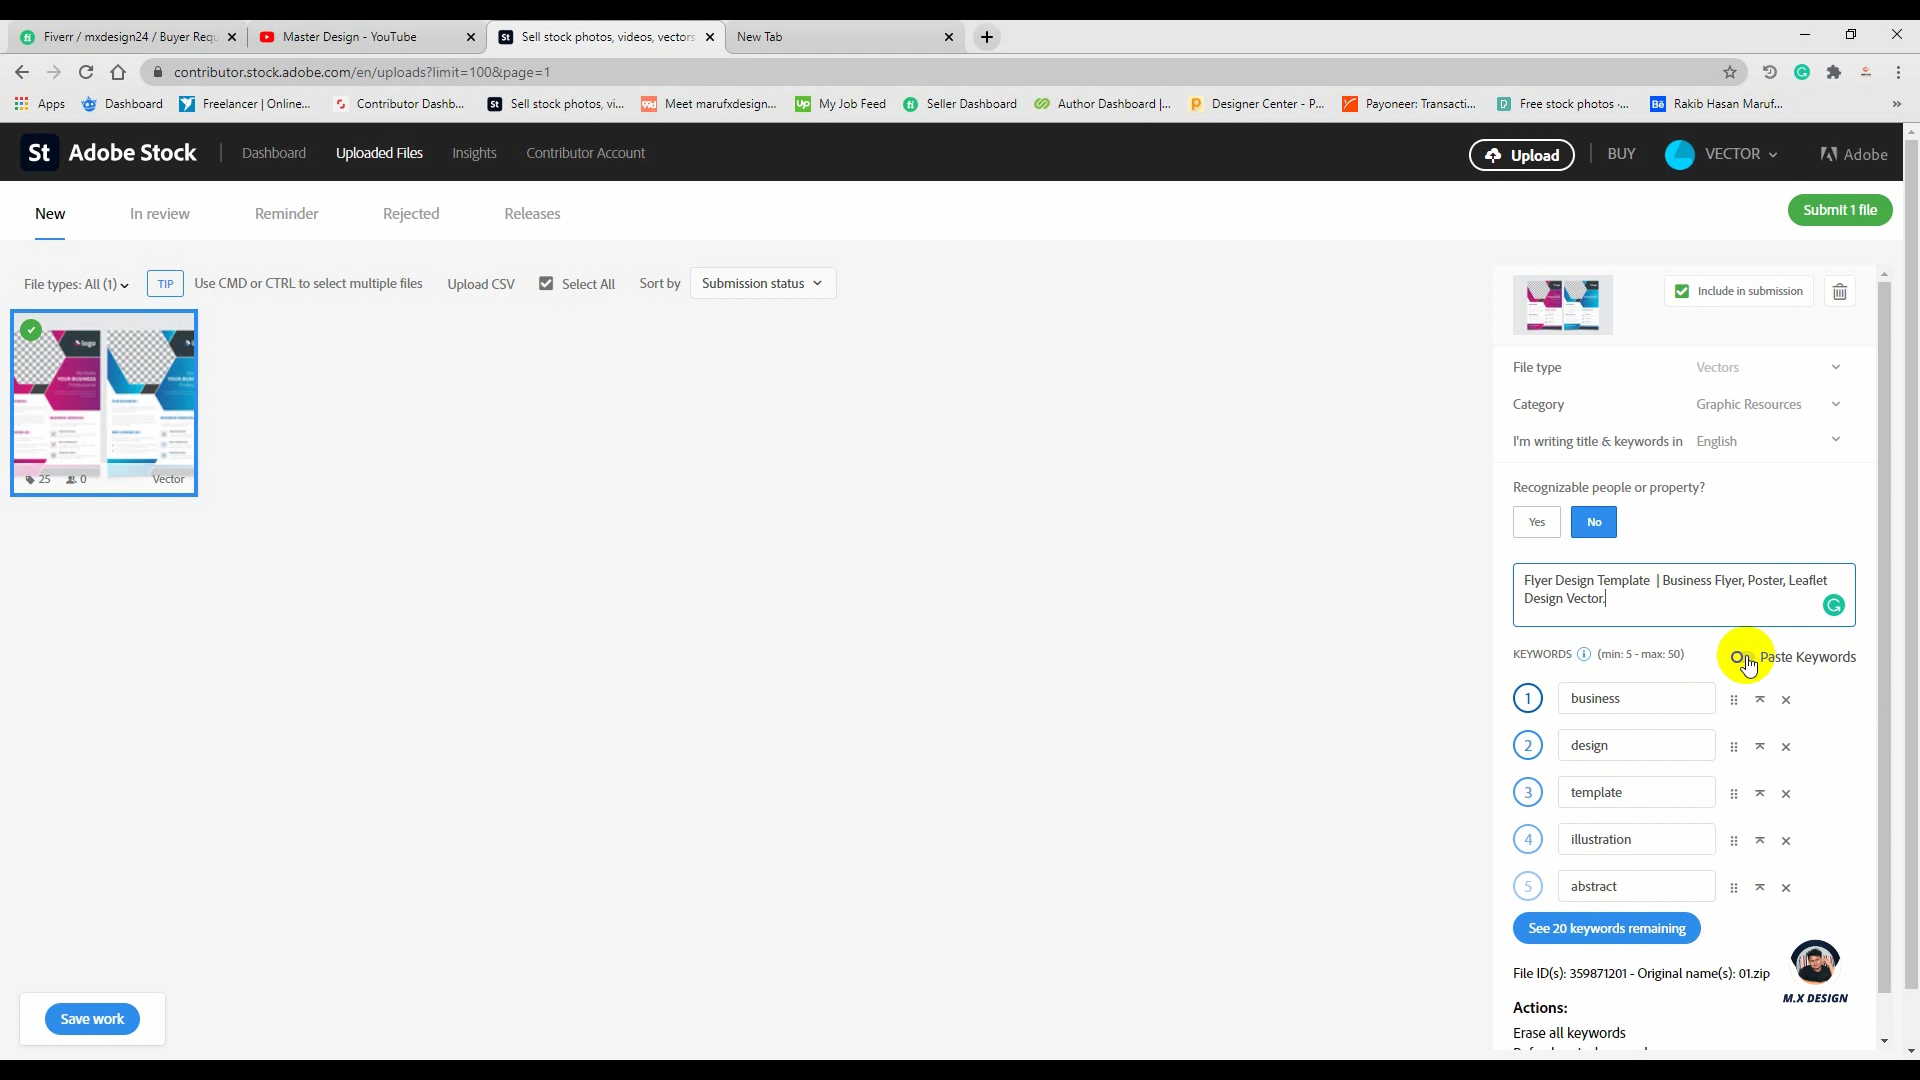 Fiverr / mxdesign24 / Buyer Requ
Master Design - YouTube
Sell stock photos, videos, vectors
New Tab
contributor.stock.adobe.com/en/uploads?limit=100&page=1
Apps
Dashboard
Freelancer | Online...
Contributor Dashb...
Sell stock photos, vi...
Meet marufxdesign...
My Job Feed
Seller Dashboard
Author Dashboard |...
Designer Center - P...
Payoneer: Transacti...
Free stock photos ·...
Rakib Hasan Maruf...
St Adobe Stock
Dashboard
Uploaded Files
Insights
Contributor Account
Upload
BUY
VECTOR
Adobe
New
In review
Reminder
Rejected
Releases
Submit 1 file
File types: All (1)
TIP
Use CMD or CTRL to select multiple files
Upload CSV
Select All
Sort by
Submission status
Include in submission
logo
YOUR BUSINESS
25
0
Vector
File type
Vectors
Category
Graphic Resources
I'm writing title & keywords in
English
Recognizable people or property?
Yes
No
Flyer Design Template | Business Flyer, Poster, Leaflet
Design Vector.
KEYWORDS
(min: 5 - max: 50)
Paste Keywords
1
business
2
design
3
template
4
illustration
5
abstract
See 20 keywords remaining
File ID(s): 359871201 - Original name(s): 01.zip
M.X DESIGN
Actions:
Erase all keywords
Save work